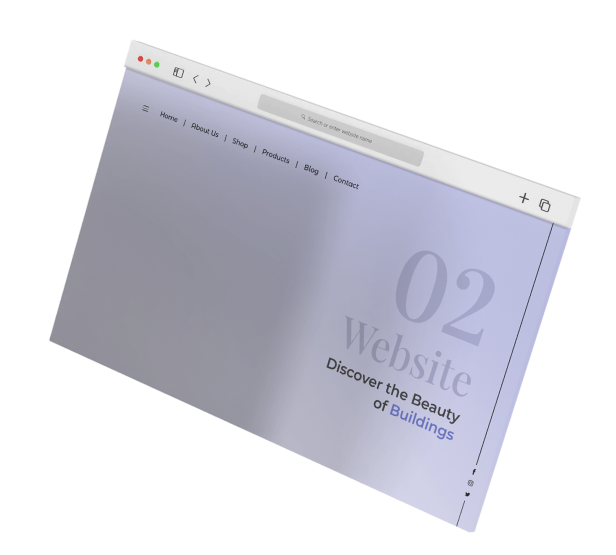 Search or enter website name
Home | About Us | Shop | Products | Blog | Contact
02
Website
Discover the Beauty
of Buildings